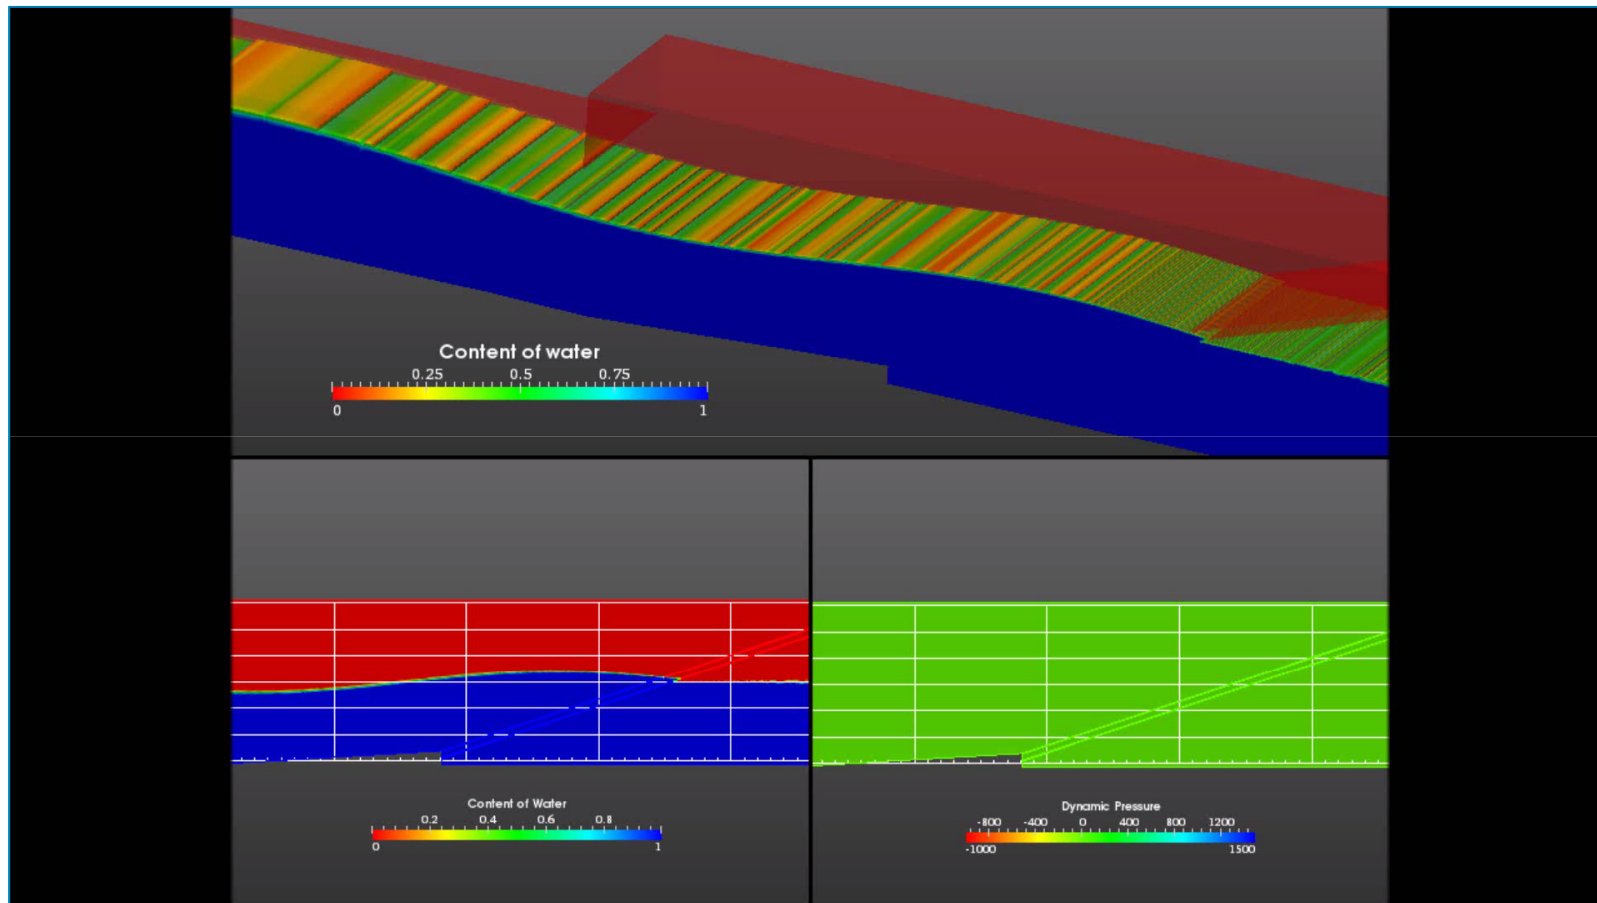 Content of water
0.25 0.5 0.75
0 1
Content of Water
0.2 0.4 0.6 0.8
0 1
Dynamic Pressure
-800 -400 0 400 800 1200
-1000 1500